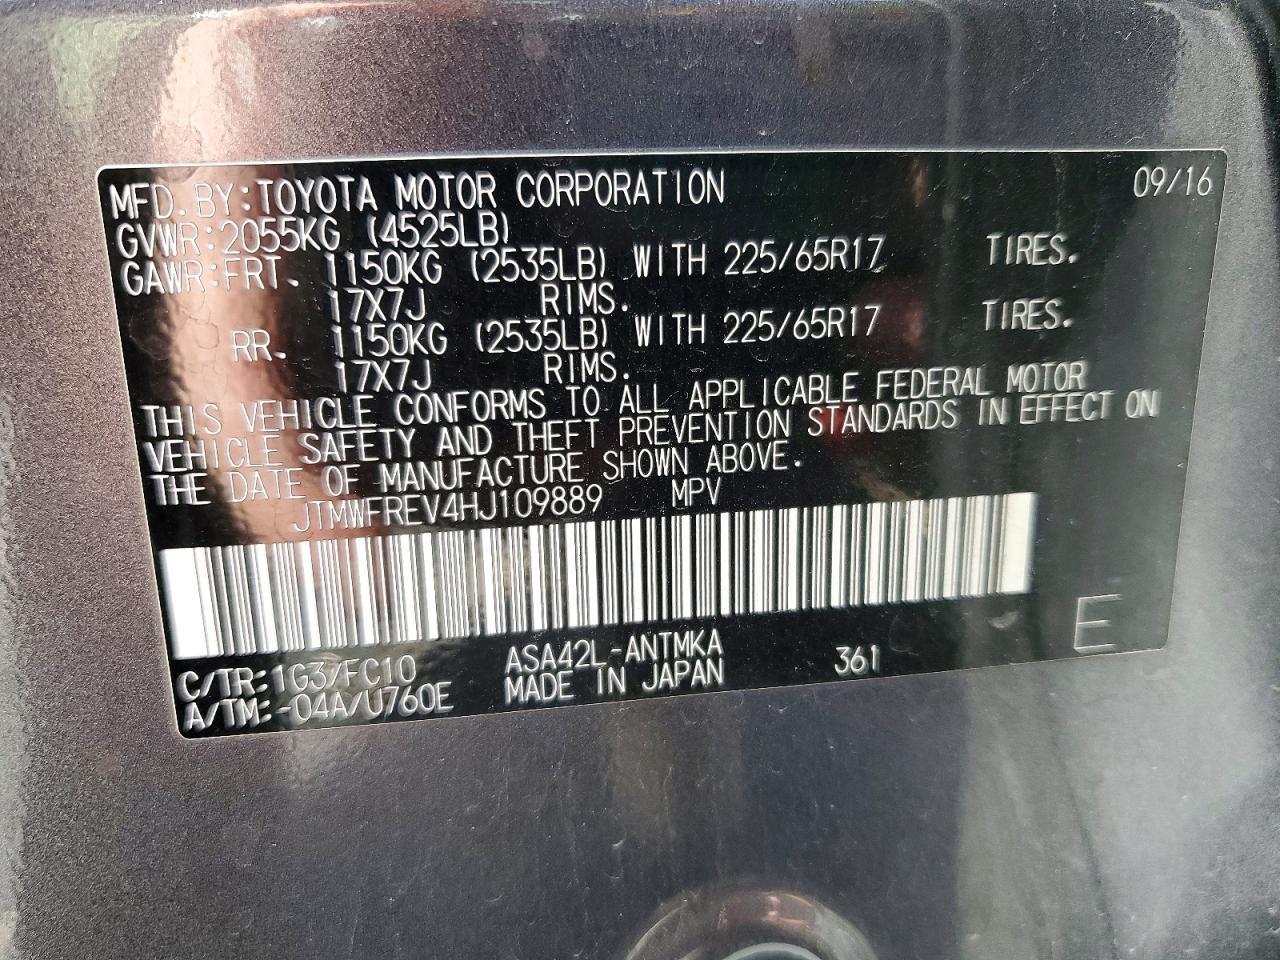 MFD. BY: TOYOTA MOTOR CORPORATION 09/16
GVWR: 2055KG (4525LB)
GAWR: FRT. 1150KG (2535LB) WITH 225/65R17 TIRES.
17X7J RIMS.
RR. 1150KG (2535LB) WITH 225/65R17 TIRES.
17X7J RIMS.
THIS VEHICLE CONFORMS TO ALL APPLICABLE FEDERAL MOTOR
VEHICLE SAFETY AND THEFT PREVENTION STANDARDS IN EFFECT ON
THE DATE OF MANUFACTURE SHOWN ABOVE.
JTMWFREV4HJ109889 MPV
C/TR: 1G3/FC10 ASA42L-ANTMKA 361 E
A/TM: -04A/U760E MADE IN JAPAN